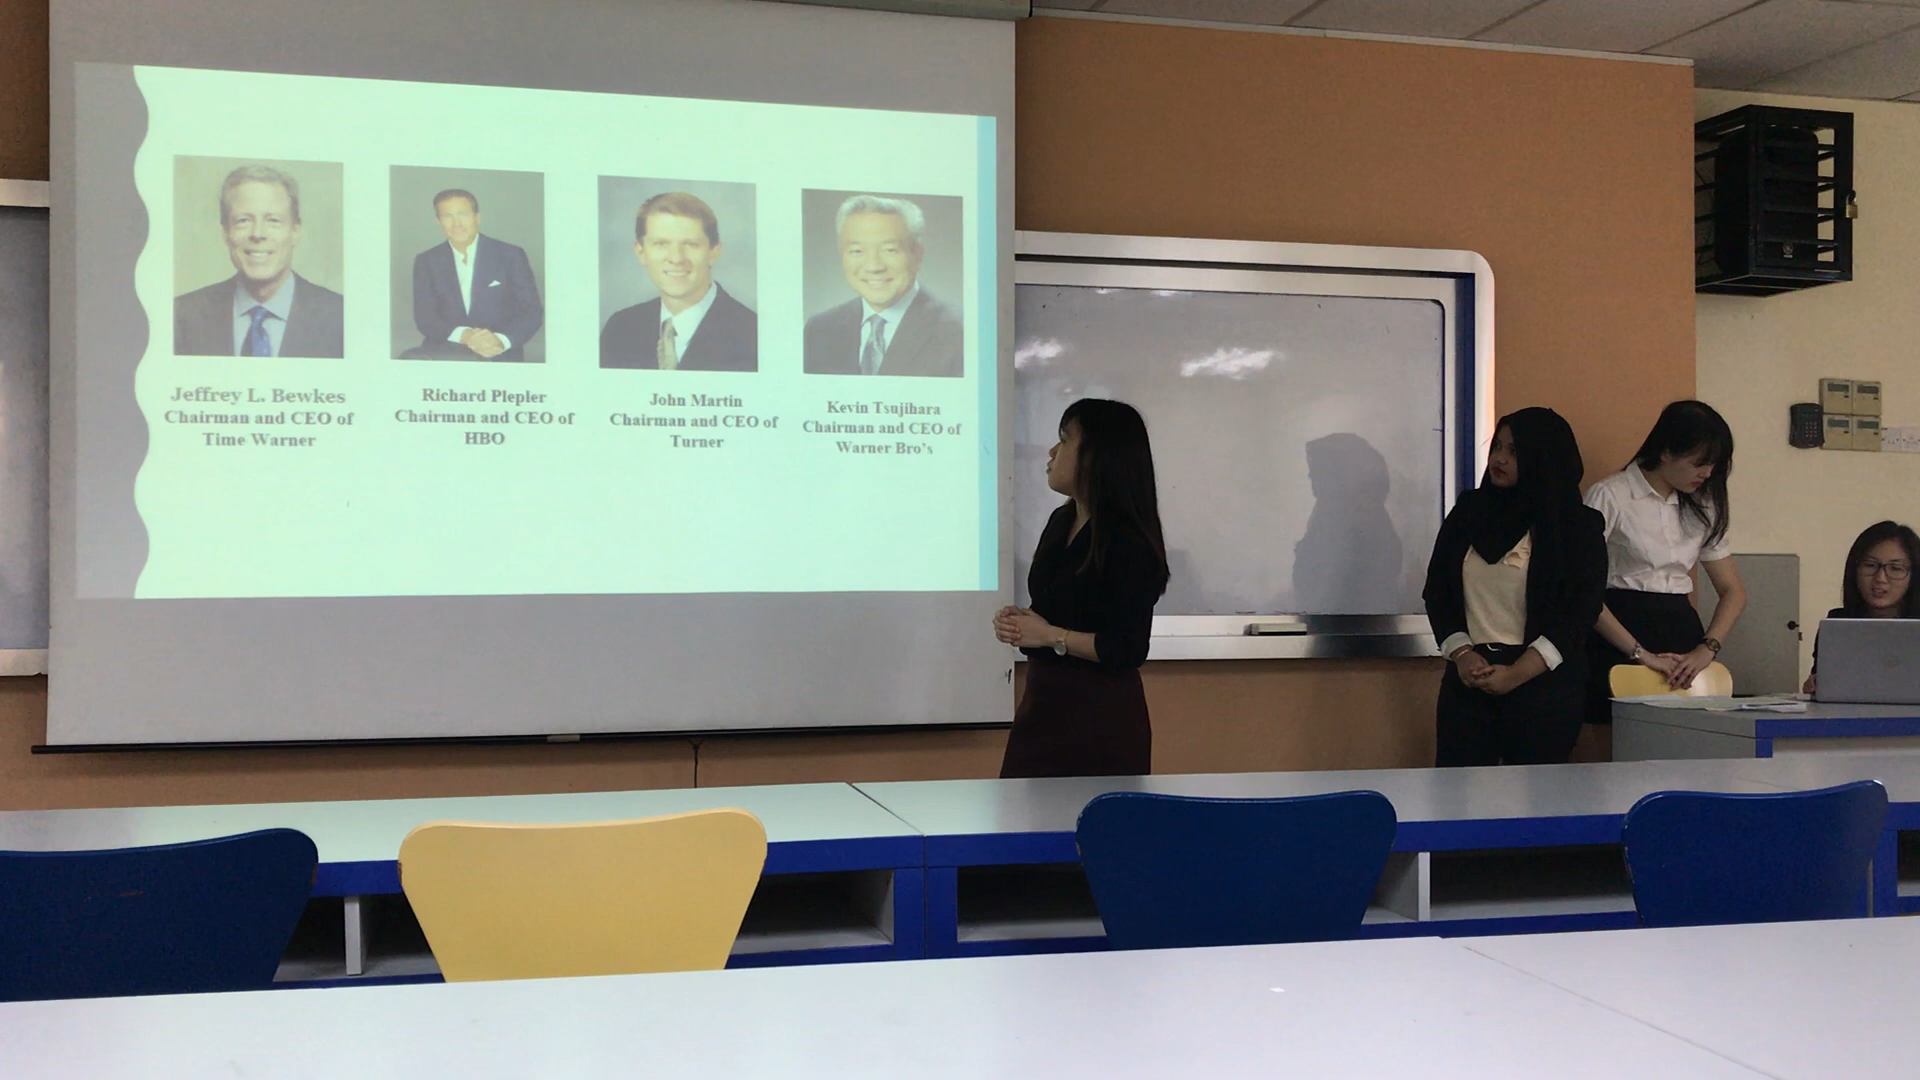 Jeffrey L. Bewkes
Chairman and CEO of
Time Warner
Richard Plepler
Chairman and CEO of
HBO
John Martin
Chairman and CEO of
Turner
Kevin Tsujihara
Chairman and CEO of
Warner Bro's